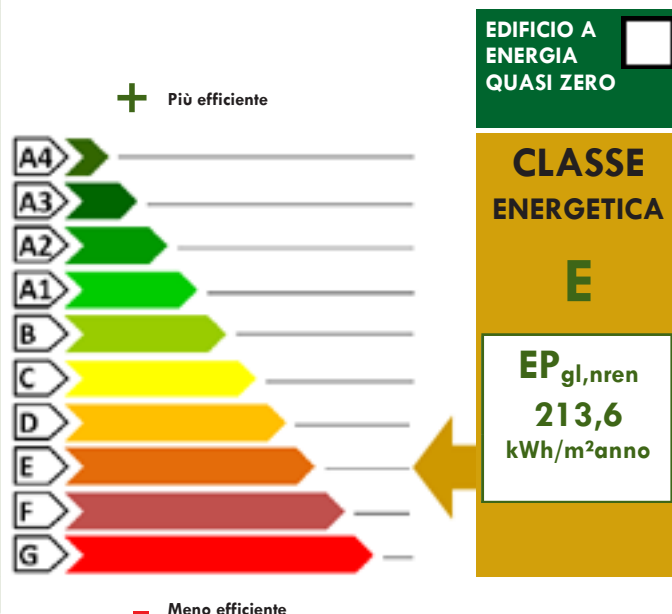 EDIFICIO A
ENERGIA
QUASI ZERO
+ Più efficiente
A4
A3
A2
A1
B
C
D
E
F
G
- Meno efficiente
CLASSE
ENERGETICA
E
EPgl,nren
213,6
kWh/m²anno